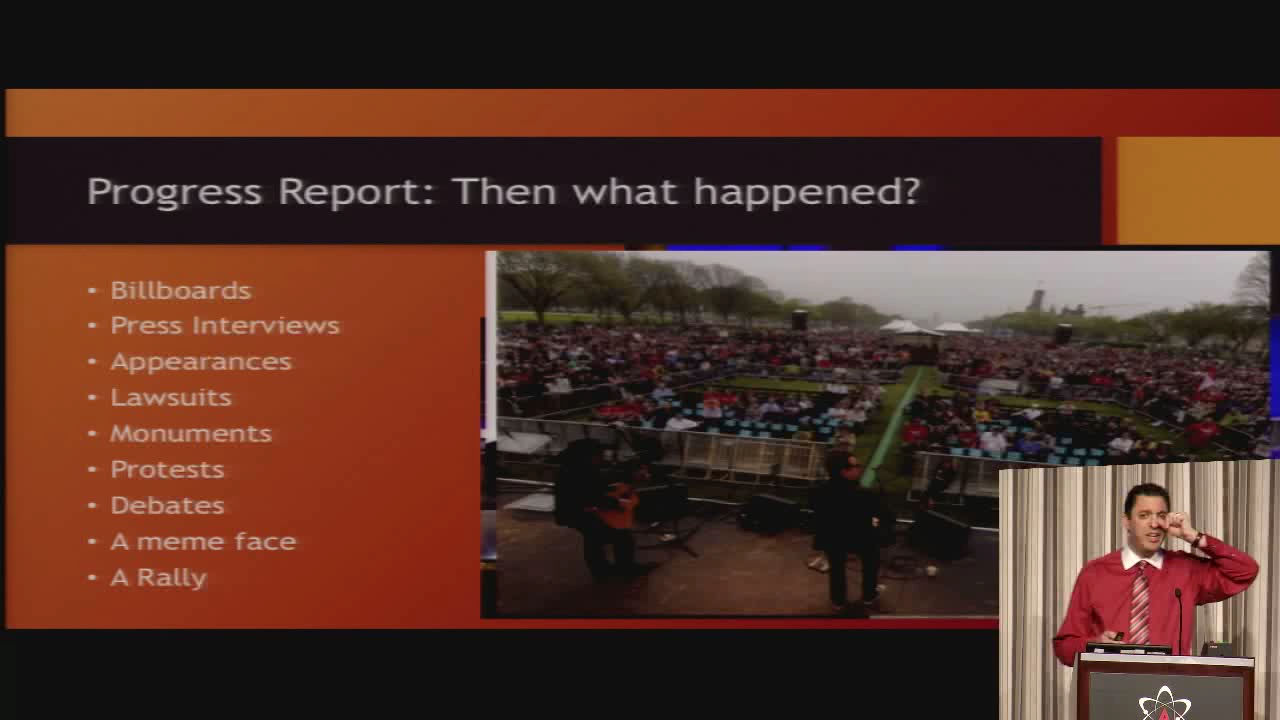 Progress Report: Then what happened?
• Billboards
• Press Interviews
• Appearances
• Lawsuits
• Monuments
• Protests
• Debates
• A meme face
• A Rally